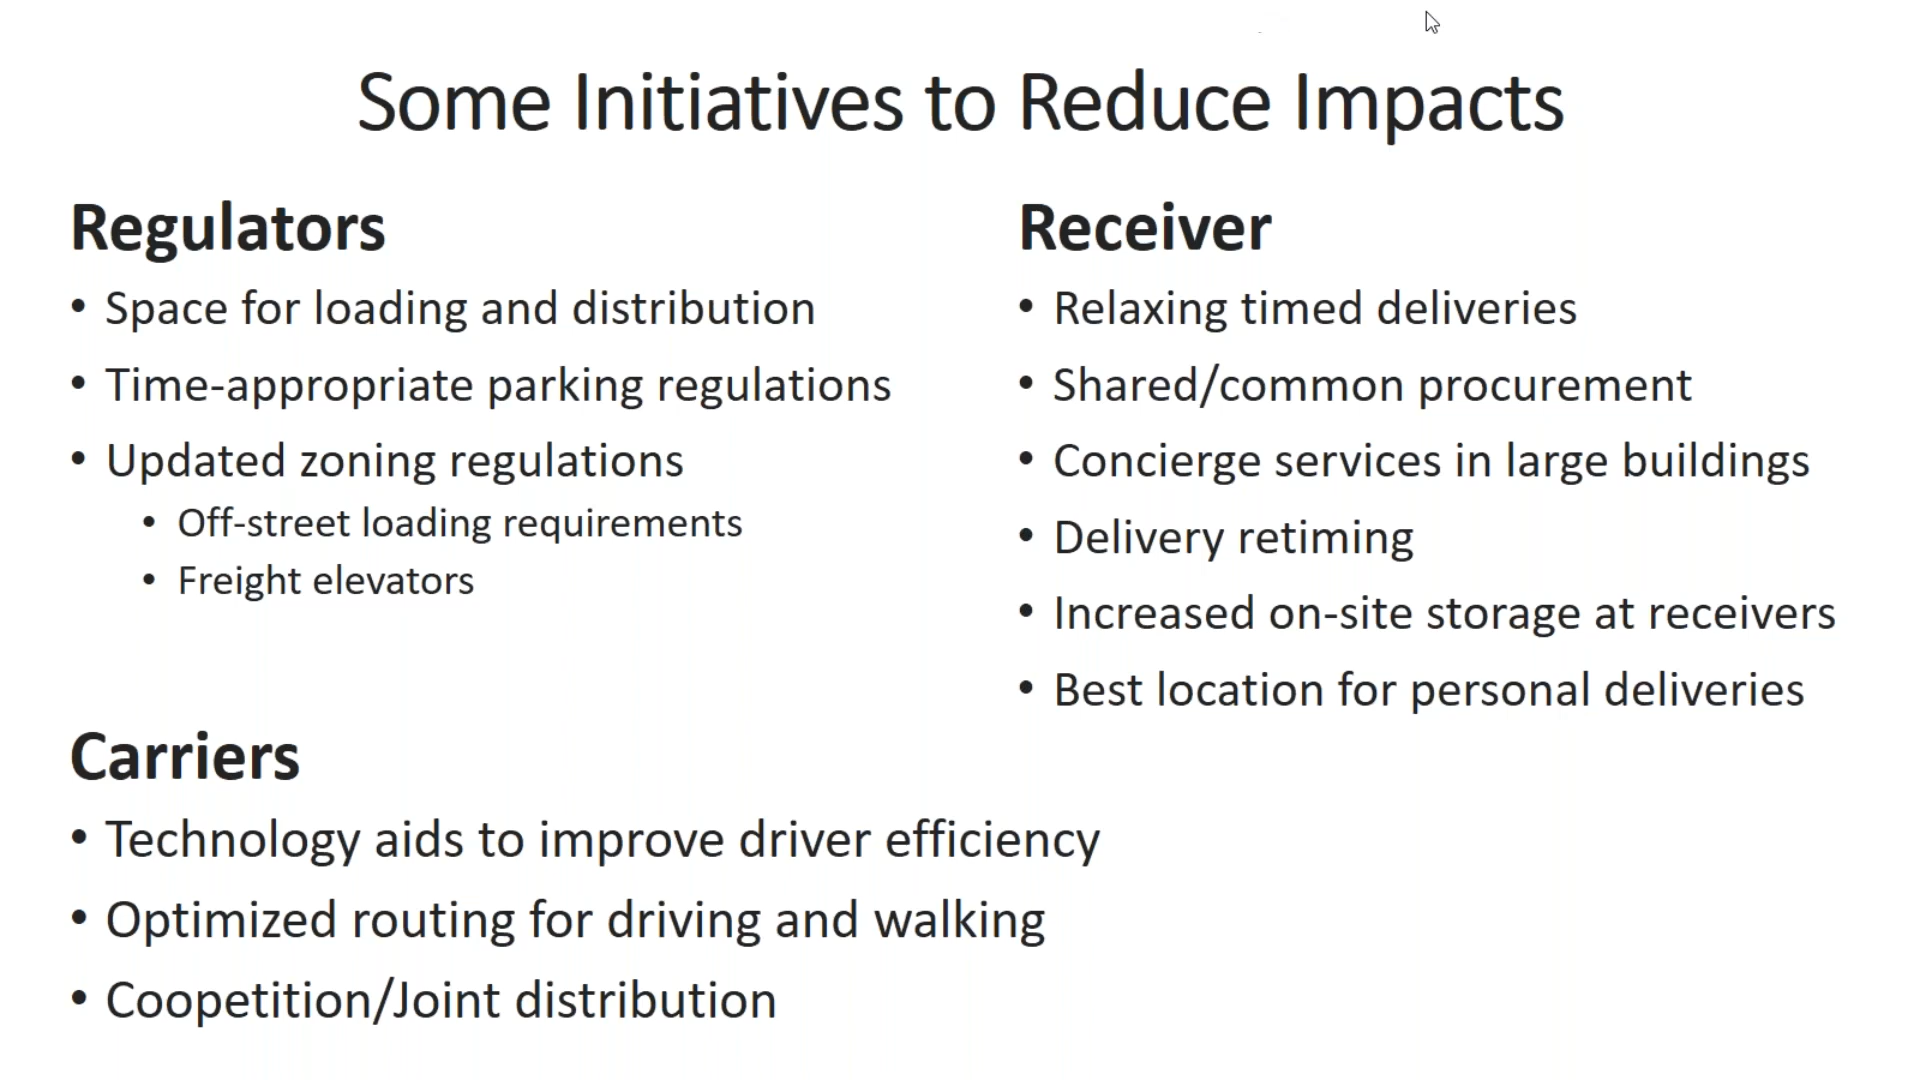 Some Initiatives to Reduce Impacts
Regulators
• Space for loading and distribution
• Time-appropriate parking regulations
• Updated zoning regulations
• Off-street loading requirements
• Freight elevators
Carriers
• Technology aids to improve driver efficiency
• Optimized routing for driving and walking
• Coopetition/Joint distribution
Receiver
• Relaxing timed deliveries
• Shared/common procurement
• Concierge services in large buildings
• Delivery retiming
• Increased on-site storage at receivers
• Best location for personal deliveries